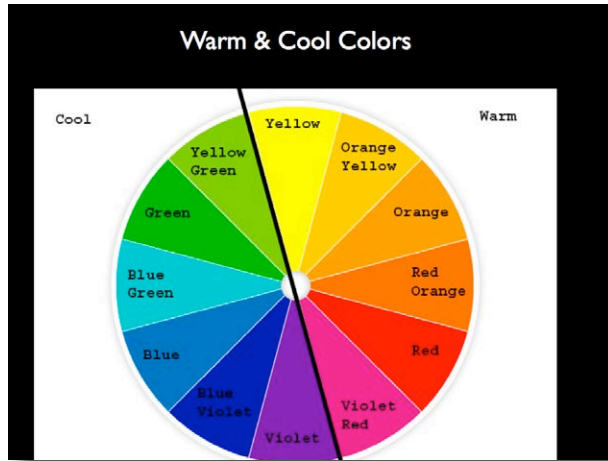 Warm & Cool Colors
Cool
Warm
Yellow
Orange
Yellow
Orange
Red
Orange
Red
Violet
Red
Violet
Blue
Violet
Blue
Blue
Green
Green
Yellow
Green